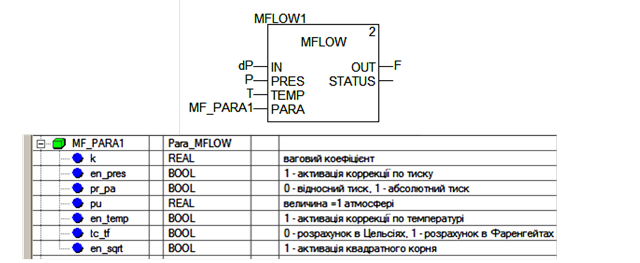 MFLOW1
2
MFLOW
dP IN OUT F
P PRES STATUS
T TEMP
MF_PARA1 PARA
MF_PARA1 Para_MFLOW
k REAL ваговий коефіцієнт
en_pres BOOL 1 - активація коррекції по тиску
pr_pa BOOL 0 - відносний тиск, 1 - абсолютний тиск
pu REAL величина =1 атмосфері
en_temp BOOL 1 - активація коррекції по температурі
tc_tf BOOL 0 - розрахунок в Цельсіях, 1 - розрахунок в Фаренгейтах
en_sqrt BOOL 1 - активація квадратного корня